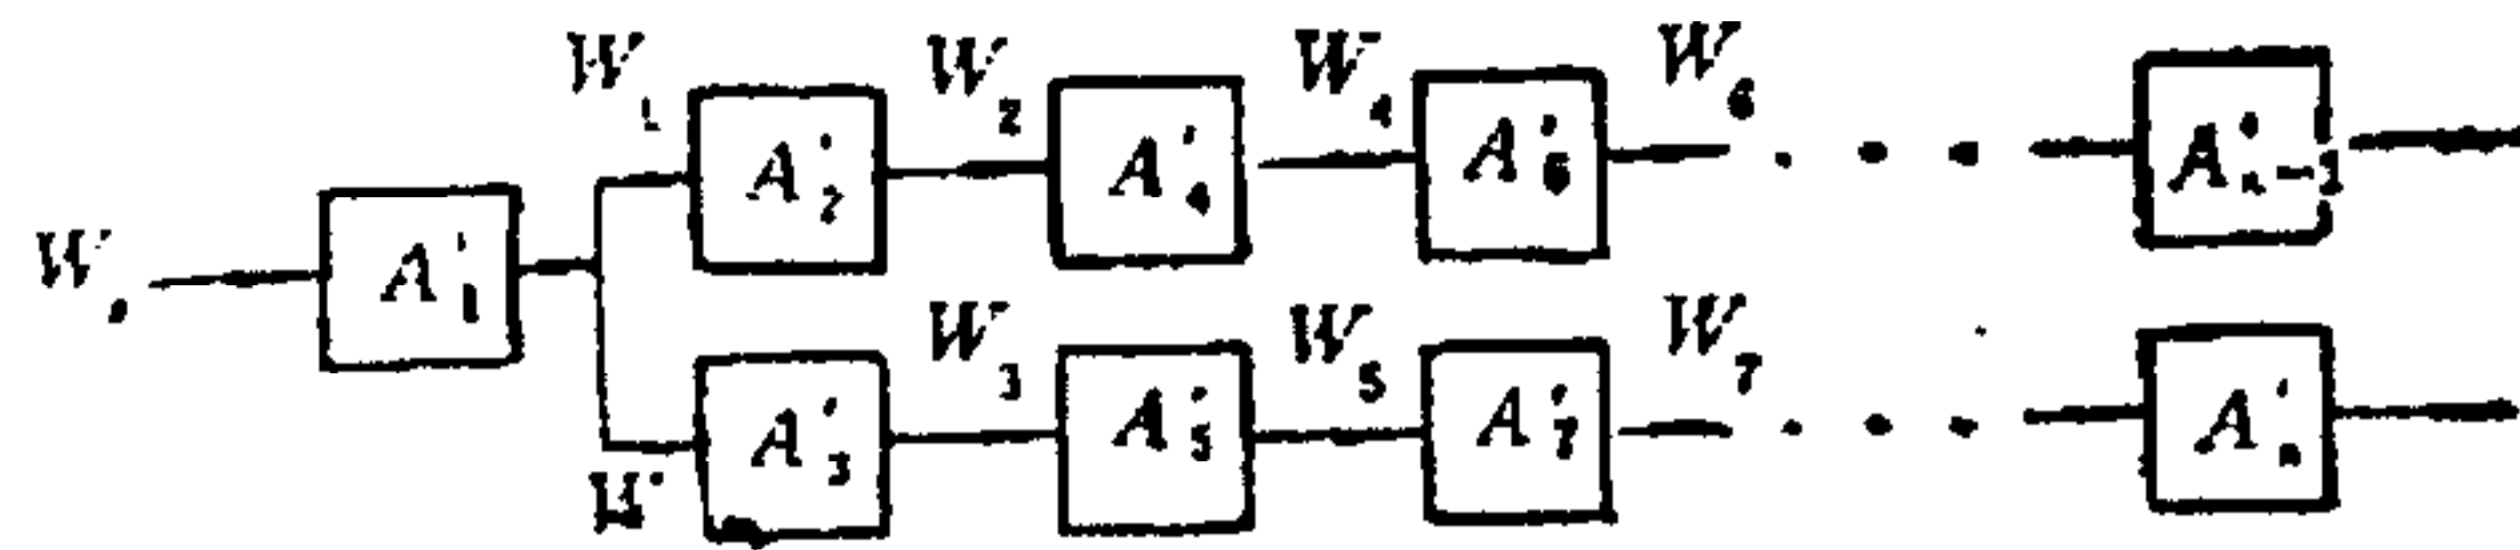 W₁ W₂ W₄ W₆
A'₂ A'₄ A'₆ A'ₙ₋₁
W₀ A'₁
W₃ W₅ W₇
A'₃ A'₅ A'₇ A'ₙ